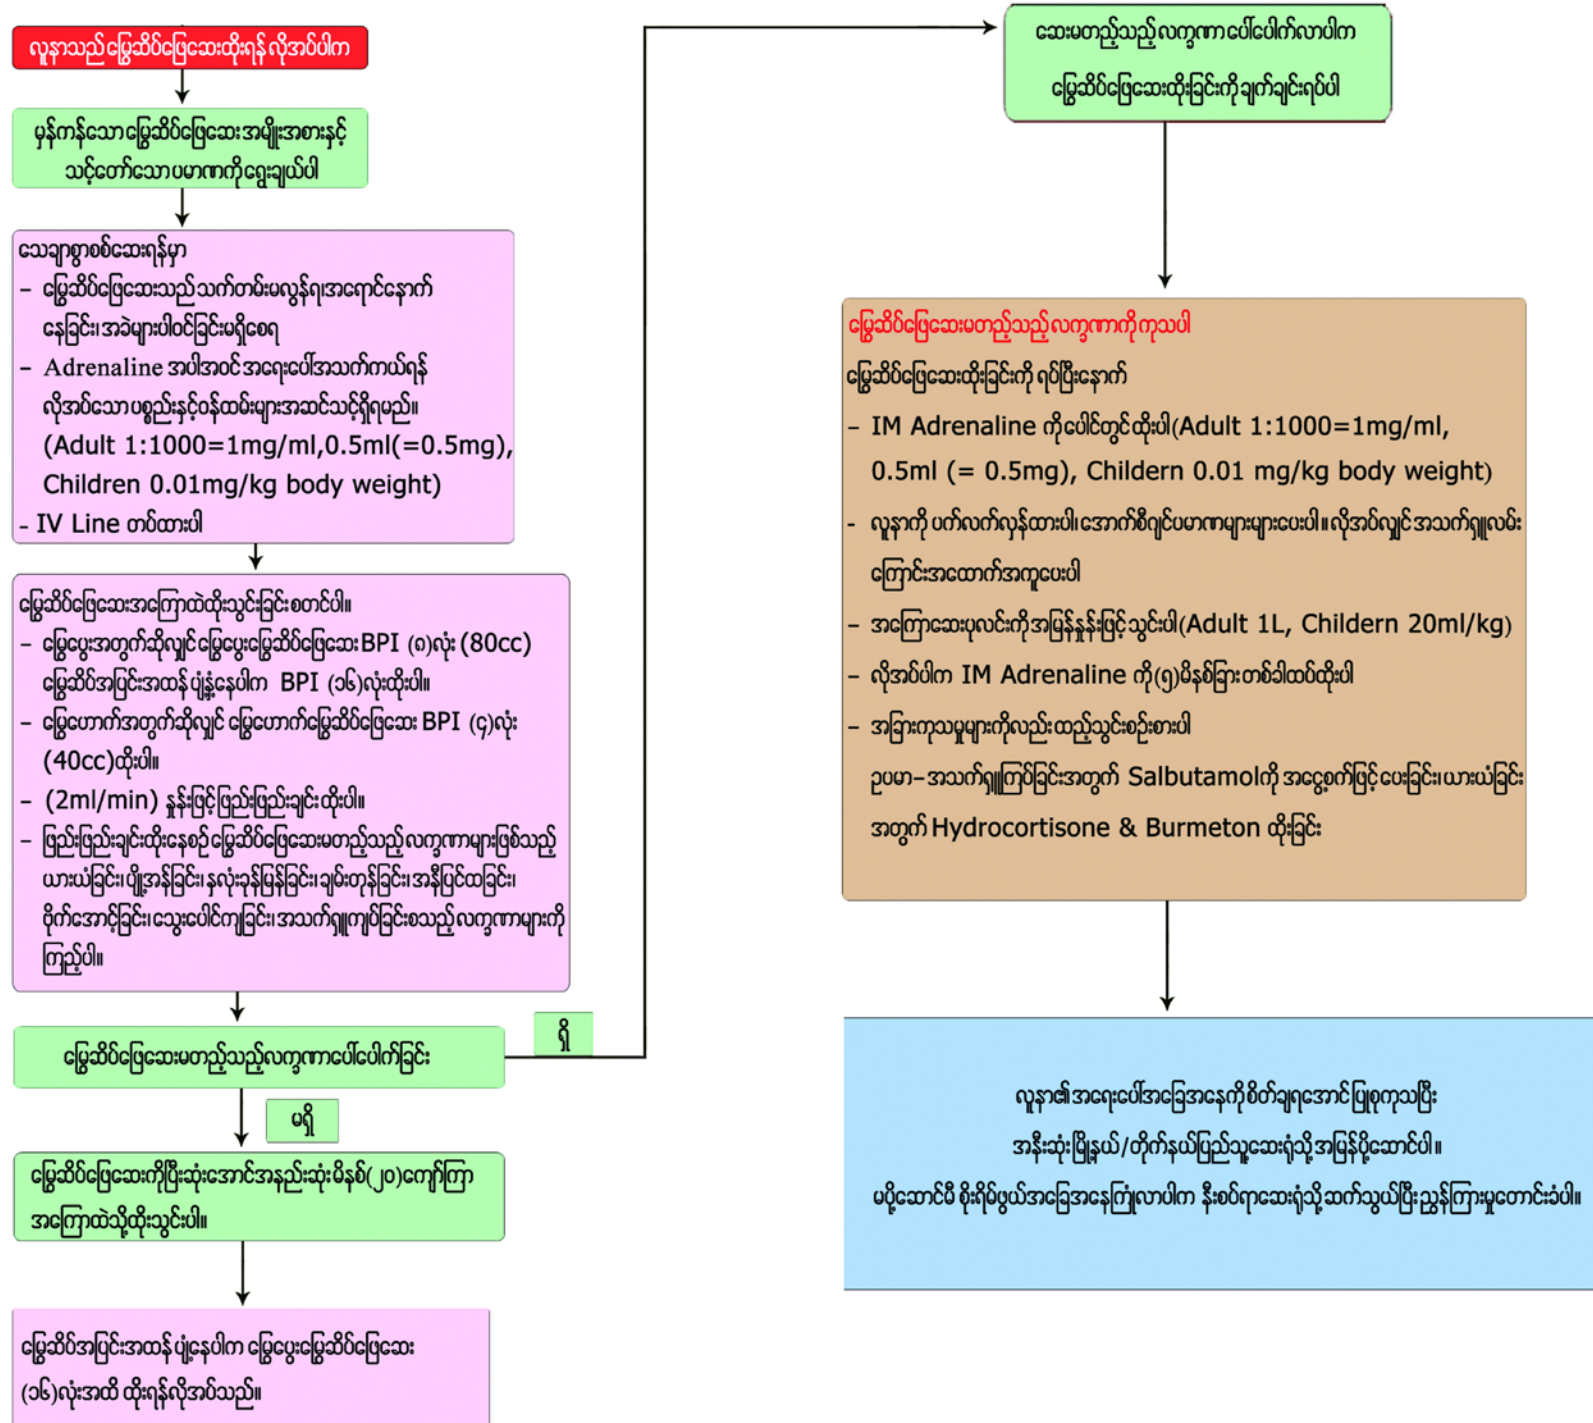 လူနာသည် မြွေဆိပ်ဖြေဆေးထိုးရန် လိုအပ်ပါက
မှန်ကန်သော မြွေဆိပ်ဖြေဆေး အမျိုးအစားနှင့်
သင့်တော်သော ပမာဏကို ရွေးချယ်ပါ
သေချာစွာစစ်ဆေးရန်မှာ
– မြွေဆိပ်ဖြေဆေးသည် သက်တမ်းမလွန်ရ၊ အရောင်နောက်
နေခြင်း၊ အခဲများပါဝင်ခြင်းမရှိစေရ
– Adrenaline အပါအဝင် အရေးပေါ်အသက်ကယ်ရန်
လိုအပ်သော ပစ္စည်းနှင့်ဝန်ထမ်းများအဆင်သင့်ရှိရမည်။
(Adult 1:1000=1mg/ml,0.5ml(=0.5mg),
Children 0.01mg/kg body weight)
- IV Line တပ်ထားပါ
မြွေဆိပ်ဖြေဆေးအကြောထဲထိုးသွင်းခြင်း စတင်ပါ။
– မြွေပွေးအတွက်ဆိုလျှင် မြွေပွေးမြွေဆိပ်ဖြေဆေး BPI (၈)လုံး (80cc)
မြွေဆိပ်အပြင်းအထန် ပျံ့နှံ့နေပါက BPI (၁၆)လုံးထိုးပါ။
– မြွေဟောက်အတွက်ဆိုလျှင် မြွေဟောက်မြွေဆိပ်ဖြေဆေး BPI (၄)လုံး
(40cc)ထိုးပါ။
– (2ml/min) နှုန်းဖြင့်ဖြည်းဖြည်းချင်း ထိုးပါ။
– ဖြည်းဖြည်းချင်းထိုးနေစဉ် မြွေဆိပ်ဖြေဆေးမတည့်သည့် လက္ခဏာများဖြစ်သည့်
ယားယံခြင်း၊ ပျို့အန်ခြင်း၊ နှလုံးခုန်မြန်ခြင်း၊ ချမ်းတုန်ခြင်း၊ အနီပြင်ထခြင်း၊
ဗိုက်အောင့်ခြင်း၊ သွေးပေါင်ကျခြင်း၊ အသက်ရှူကျပ်ခြင်းစသည့် လက္ခဏာများကို
ကြည့်ပါ။
မြွေဆိပ်ဖြေဆေးမတည့်သည့်လက္ခဏာပေါ်ပေါက်ခြင်း
ရှိ
မရှိ
မြွေဆိပ်ဖြေဆေးကိုပြီးဆုံးအောင်အနည်းဆုံးမိနစ်(၂၀)ကျော်ကြာ
အကြောထဲသို့ထိုးသွင်းပါ။
မြွေဆိပ်အပြင်းအထန် ပျံ့နေပါက မြွေပွေးမြွေဆိပ်ဖြေဆေး
(၁၆)လုံးအထိ ထိုးရန်လိုအပ်သည်။
ဆေးမတည့်သည့် လက္ခဏာ ပေါ်ပေါက်လာပါက
မြွေဆိပ်ဖြေဆေးထိုးခြင်းကို ချက်ချင်းရပ်ပါ
မြွေဆိပ်ဖြေဆေးမတည့်သည့် လက္ခဏာကိုကုသပါ
မြွေဆိပ်ဖြေဆေးထိုးခြင်းကို ရပ်ပြီးနောက်
– IM Adrenaline ကိုပေါင်တွင်ထိုးပါ (Adult 1:1000=1mg/ml,
0.5ml (= 0.5mg), Childern 0.01 mg/kg body weight)
- လူနာကို ပက်လက်လှန်ထားပါ၊ အောက်စီဂျင်ပမာဏများများပေးပါ။ လိုအပ်လျှင် အသက်ရှူလမ်း
ကြောင်းအထောက်အကူပေးပါ
– အကြောဆေးပုလင်းကိုအမြန်နှုန်းဖြင့် သွင်းပါ (Adult 1L, Childern 20ml/kg)
– လိုအပ်ပါက IM Adrenaline ကို(၅)မိနစ်ခြား တစ်ခါထပ်ထိုးပါ
– အခြားကုသမှုများကိုလည်း ထည့်သွင်းစဉ်းစားပါ
ဥပမာ– အသက်ရှူကြပ်ခြင်းအတွက် Salbutamolကို အငွေ့စက်ဖြင့် ပေးခြင်း၊ ယားယံခြင်း
အတွက် Hydrocortisone & Burmeton ထိုးခြင်း
လူနာ၏ အရေးပေါ်အခြေအနေကို စိတ်ချရအောင် ပြုစုကုသပြီး
အနီးဆုံး မြို့နယ်/တိုက်နယ်ပြည်သူ့ဆေးရုံသို့ အမြန်ပို့ဆောင်ပါ။
မပို့ဆောင်မီ စိုးရိမ်ဖွယ်အခြေအနေကြုံလာပါက နီးစပ်ရာဆေးရုံသို့ ဆက်သွယ်ပြီး ညွှန်ကြားမှုတောင်းခံပါ။